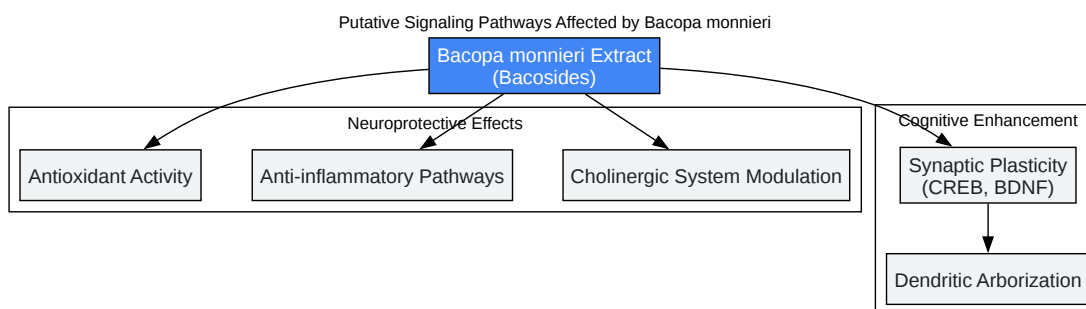 Putative Signaling Pathways Affected by Bacopa monnieri
Bacopa monnieri Extract
(Bacosides)
Neuroprotective Effects
Cognitive Enhancement
Antioxidant Activity
Anti-inflammatory Pathways
Cholinergic System Modulation
Synaptic Plasticity
(CREB, BDNF)
Dendritic Arborization